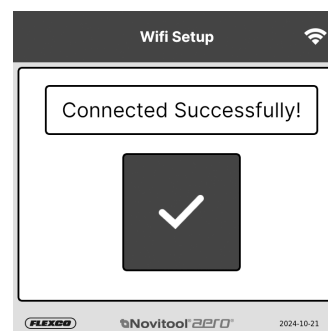 Wifi Setup
Connected Successfully!
FLEXCO
Novitool® aero®
2024-10-21